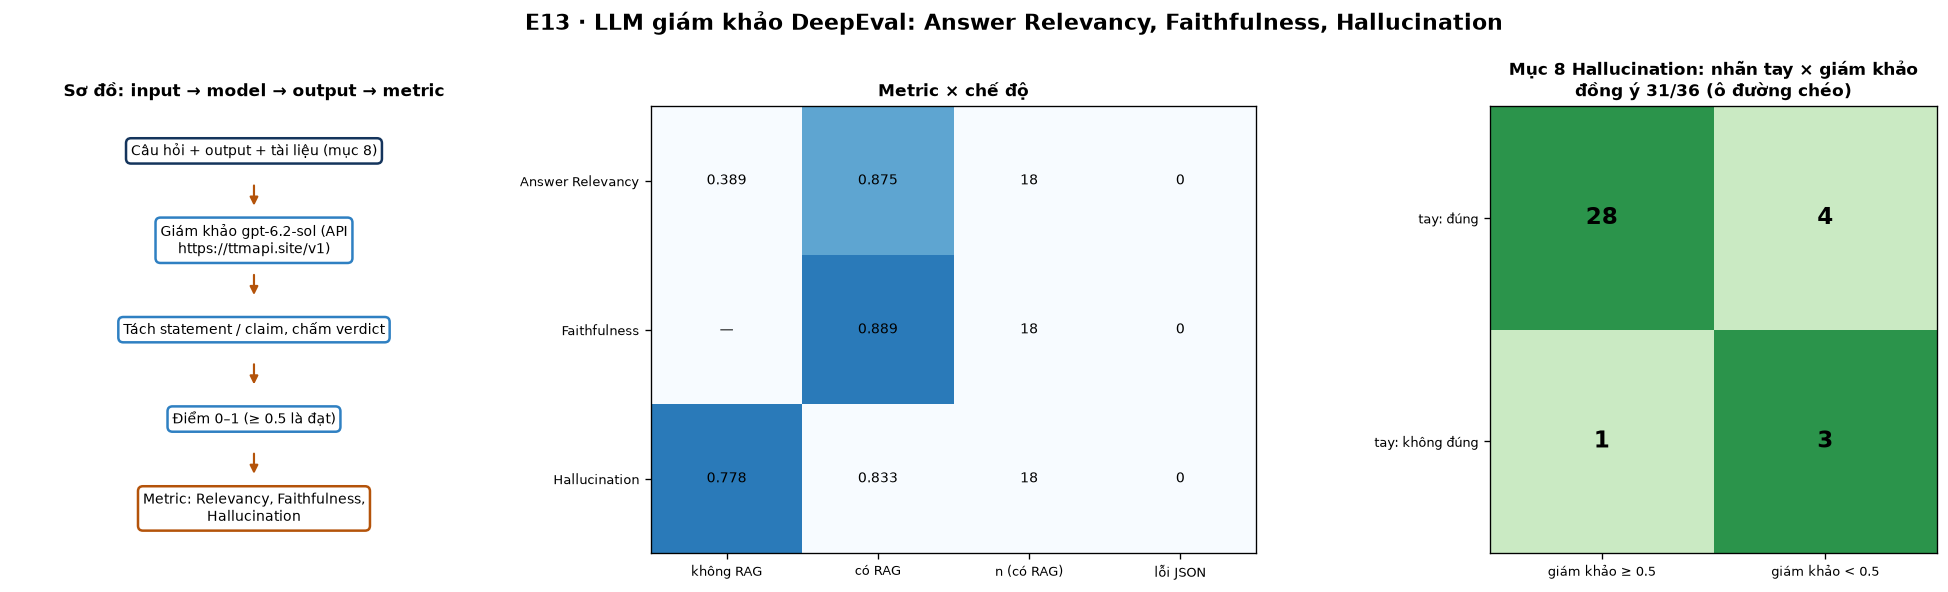 E13 · LLM giám khảo DeepEval: Answer Relevancy, Faithfulness, Hallucination
Sơ đồ: input → model → output → metric
Câu hỏi + output + tài liệu (mục 8)
Giám khảo gpt-6.2-sol (API
https://ttmapi.site/v1)
Tách statement / claim, chấm verdict
Điểm 0–1 (≥ 0.5 là đạt)
Metric: Relevancy, Faithfulness,
Hallucination
Metric × chế độ
Answer Relevancy 0.389 0.875 18 0
Faithfulness — 0.889 18 0
Hallucination 0.778 0.833 18 0
không RAG có RAG n (có RAG) lỗi JSON
Mục 8 Hallucination: nhãn tay × giám khảo
đồng ý 31/36 (ô đường chéo)
tay: đúng 28 4
tay: không đúng 1 3
giám khảo ≥ 0.5 giám khảo < 0.5